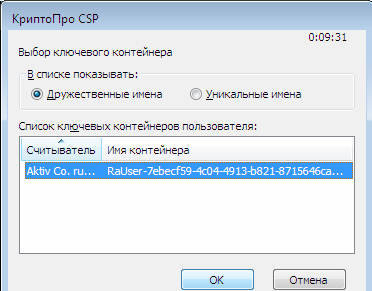 КриптоПро CSP
0:09:31
Выбор ключевого контейнера
В списке показывать:
Дружественные имена Уникальные имена
Список ключевых контейнеров пользователя:
Считыватель Имя контейнера
Aktiv Co. ru... RaUser-7ebecf59-4c04-4913-b821-8715646ca...
OK Отмена